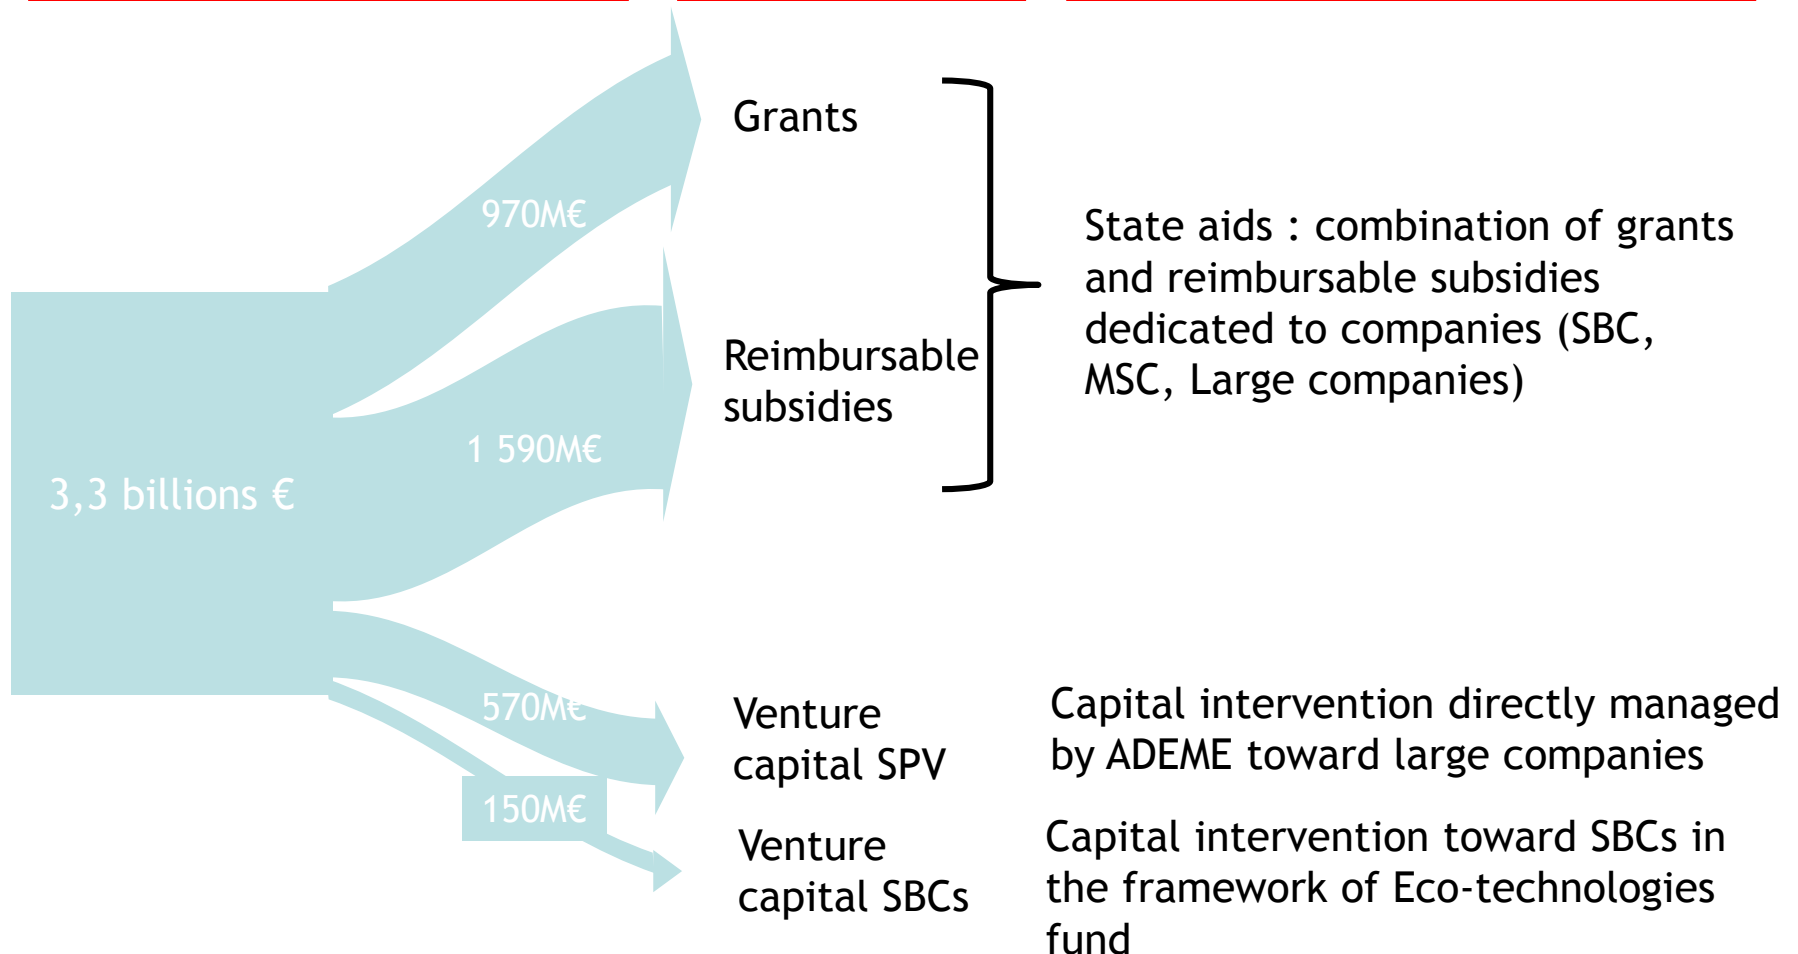 3,3 billions €
970M€
1 590M€
570M€
150M€
Grants
Reimbursable
subsidies
Venture
capital SPV
Venture
capital SBCs
State aids : combination of grants
and reimbursable subsidies
dedicated to companies (SBC,
MSC, Large companies)
Capital intervention directly managed
by ADEME toward large companies
Capital intervention toward SBCs in
the framework of Eco-technologies
fund